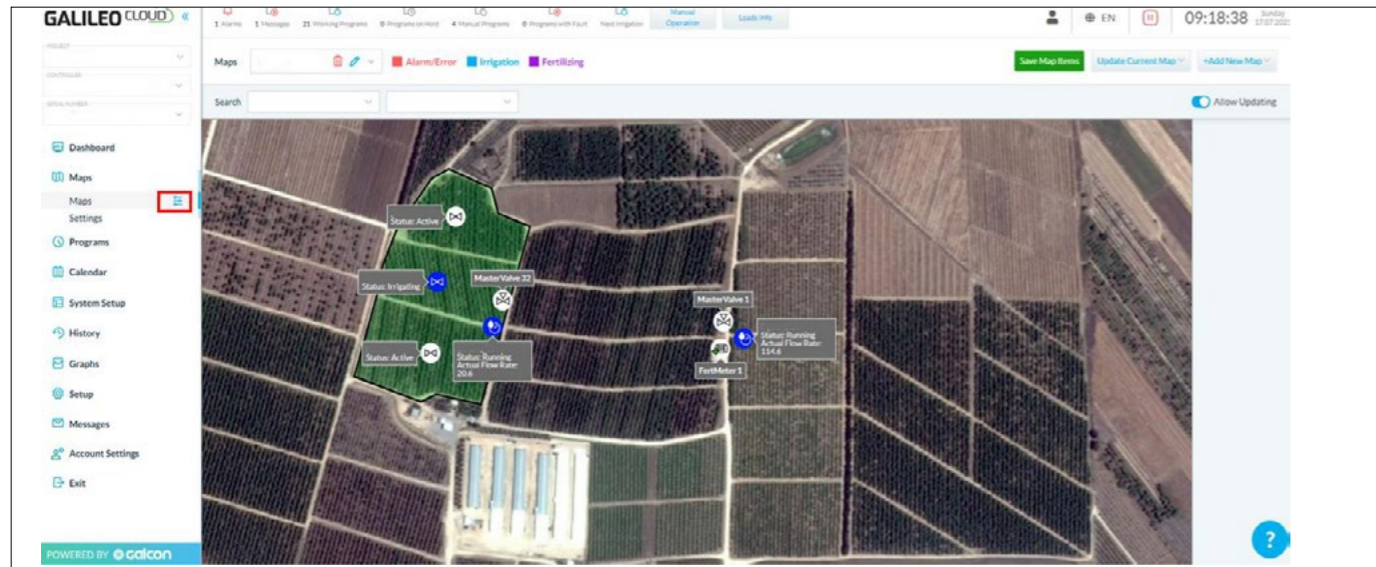 GALILEO CLOUD «
1 Alarms 1 Messages 21 Working Programs 0 Programs on Hold 4 Manual Programs 0 Programs with Fault Next Irrigation
Manual
Operation
Loads Info
EN
09:18:38
Sunday
PROJECT
CONTROLLER
SERIAL NUMBER
Dashboard
Maps
Maps
Settings
Programs
Calendar
System Setup
History
Graphs
Setup
Messages
Account Settings
Exit
POWERED BY galcon
Maps
Alarm/Error Irrigation Fertilizing
Save Map Items
Update Current Map
+Add New Map
Search
Allow Updating
Status: Active
Status: Irrigating
MasterValve 32
Status: Active
Status: Running
Actual Flow Rate:
20.6
MasterValve 1
Status: Running
Actual Flow Rate:
114.6
FertMeter 1
?